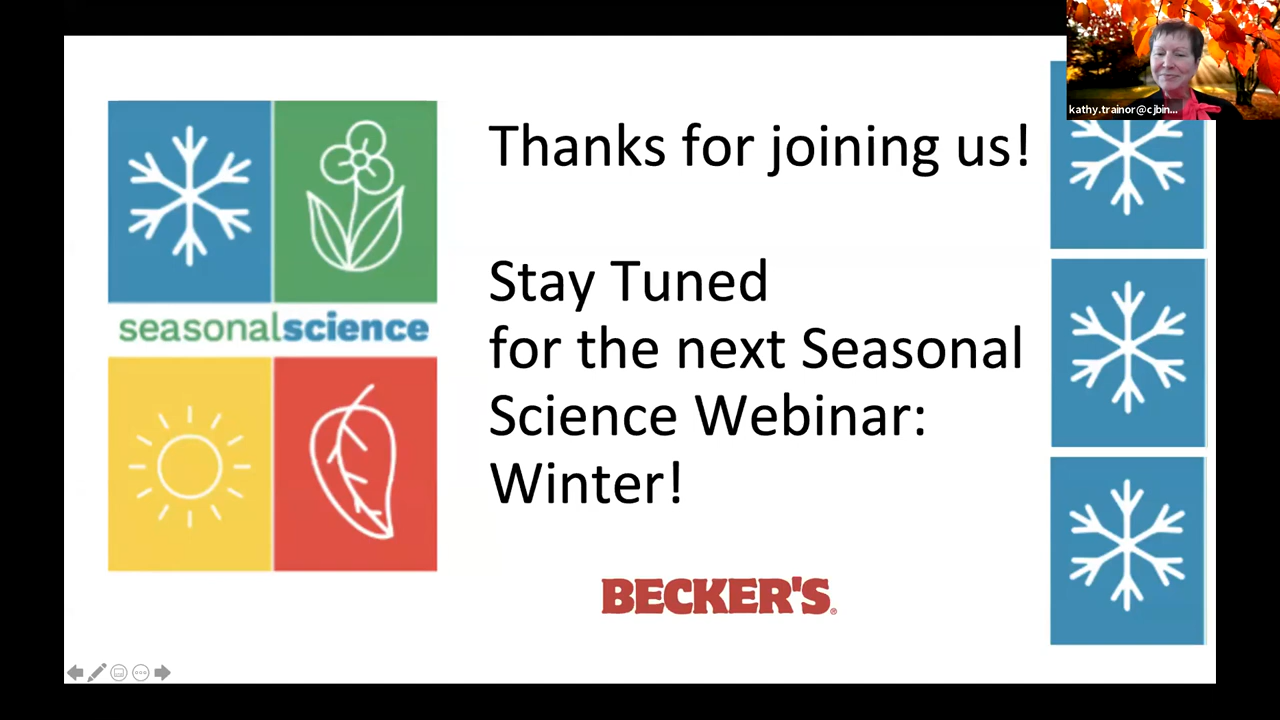 kathy.trainor@cjbin...
Thanks for joining us!
Stay Tuned
for the next Seasonal
Science Webinar:
Winter!
seasonalscience
BECKER'S®